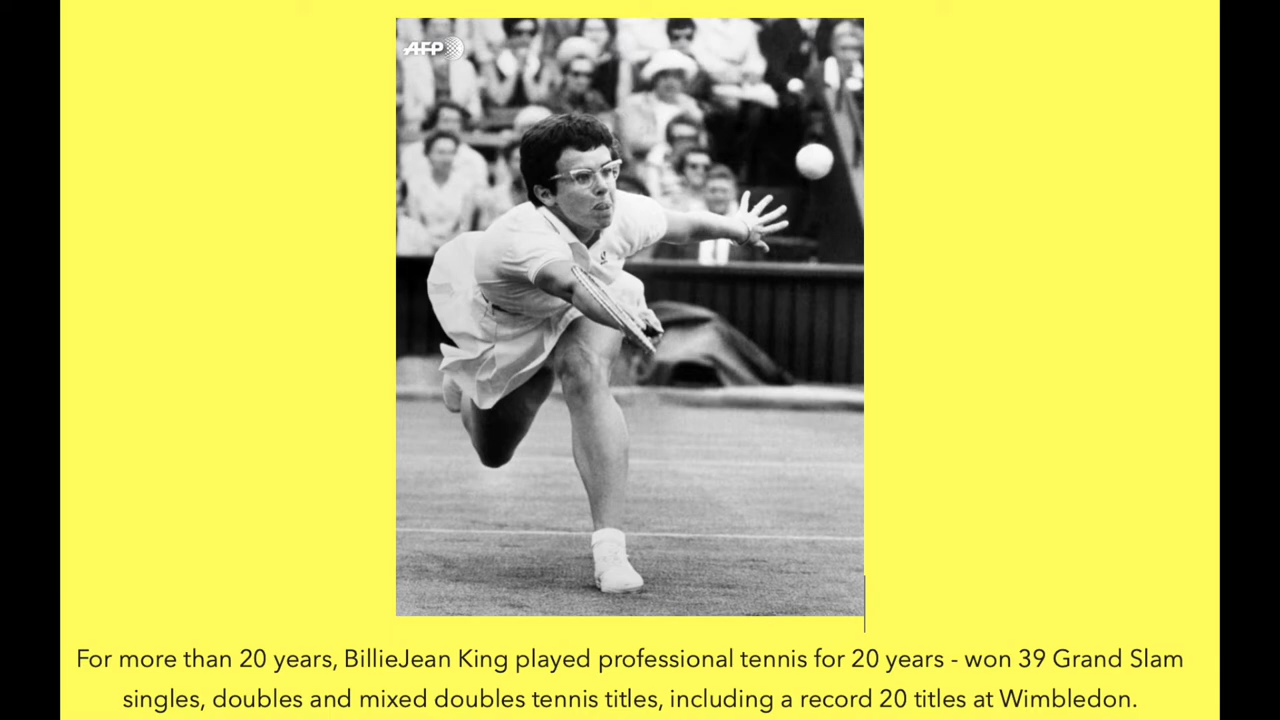 AFP
For more than 20 years, BillieJean King played professional tennis for 20 years - won 39 Grand Slam
singles, doubles and mixed doubles tennis titles, including a record 20 titles at Wimbledon.